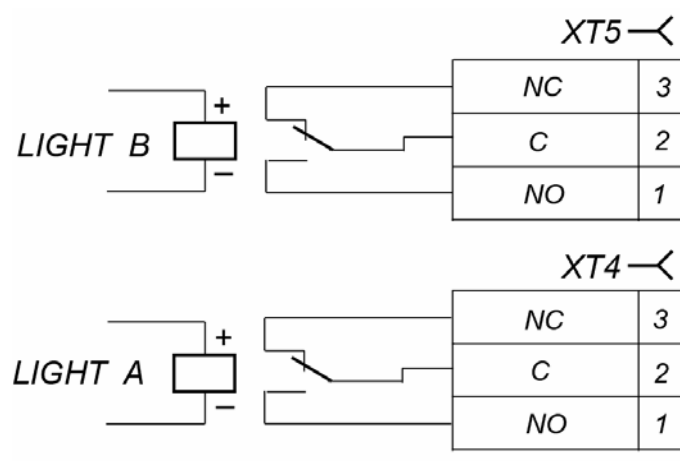 XT5
NC 3
+
LIGHT B
C 2
−
NO 1
XT4
NC 3
+
LIGHT A
C 2
−
NO 1